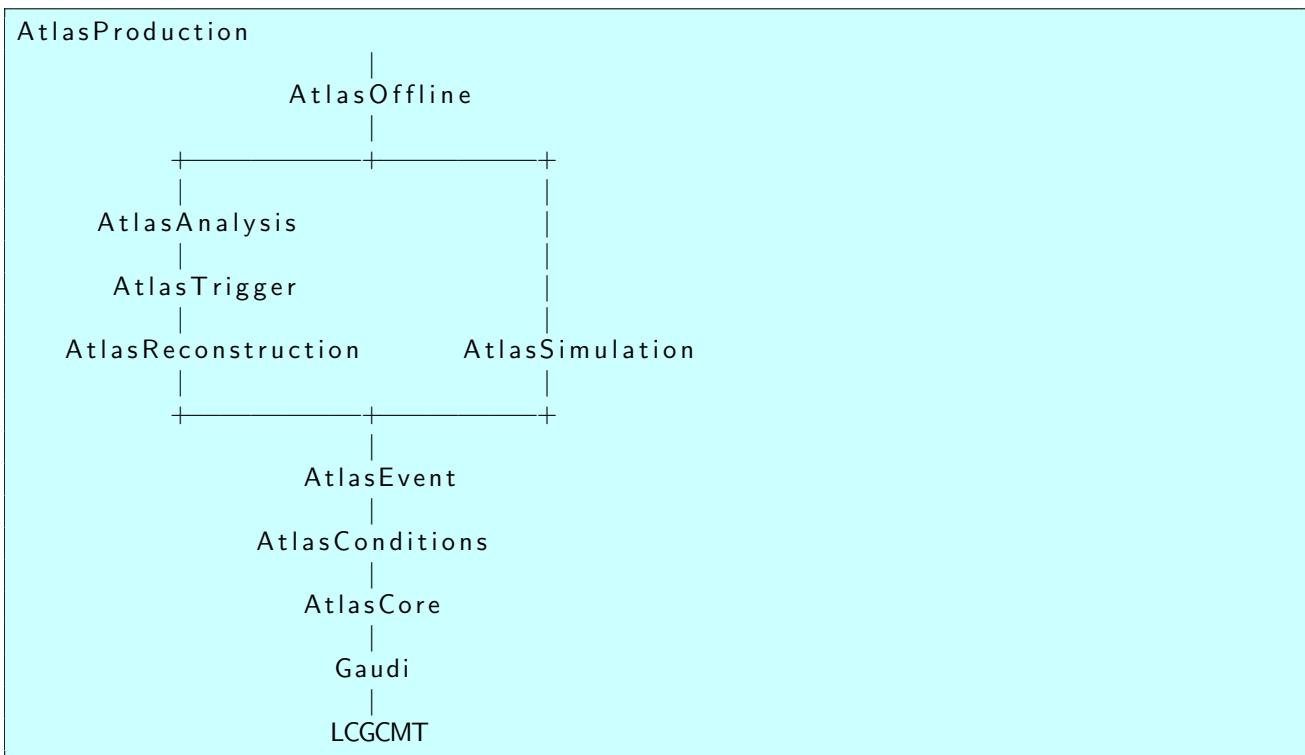 AtlasProduction
|
AtlasOffline
|
+——————+——————+
| |
AtlasAnalysis |
| |
AtlasTrigger |
| |
AtlasReconstruction AtlasSimulation
| |
+——————+——————+
|
AtlasEvent
|
AtlasConditions
|
AtlasCore
|
Gaudi
|
LCGCMT